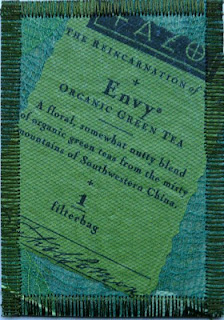 TAZO
THE REINCARNATION of
+
Envy®
ORGANIC GREEN TEA
A floral, somewhat nutty blend
of organic green teas from the misty
mountains of Southwestern China.
+
1
filterbag